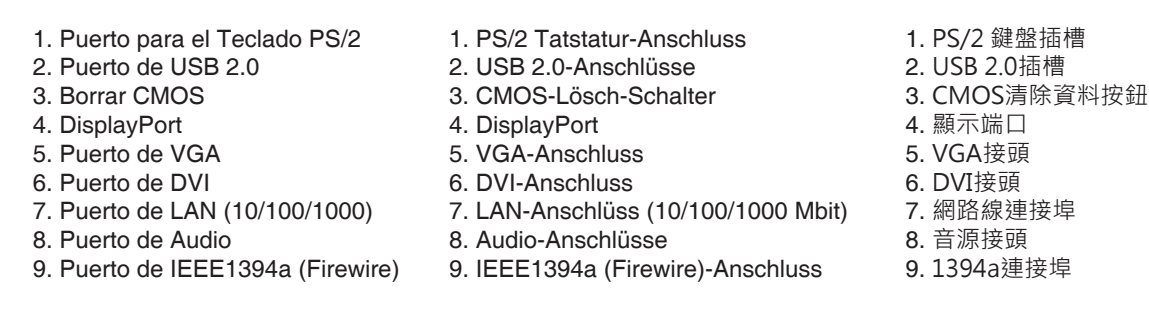 1. Puerto para el Teclado PS/2
2. Puerto de USB 2.0
3. Borrar CMOS
4. DisplayPort
5. Puerto de VGA
6. Puerto de DVI
7. Puerto de LAN (10/100/1000)
8. Puerto de Audio
9. Puerto de IEEE1394a (Firewire)
1. PS/2 Tatstatur-Anschluss
2. USB 2.0-Anschlüsse
3. CMOS-Lösch-Schalter
4. DisplayPort
5. VGA-Anschluss
6. DVI-Anschluss
7. LAN-Anschlüss (10/100/1000 Mbit)
8. Audio-Anschlüsse
9. IEEE1394a (Firewire)-Anschluss
1. PS/2 鍵盤插槽
2. USB 2.0插槽
3. CMOS清除資料按鈕
4. 顯示端口
5. VGA接頭
6. DVI接頭
7. 網路線連接埠
8. 音源接頭
9. 1394a連接埠